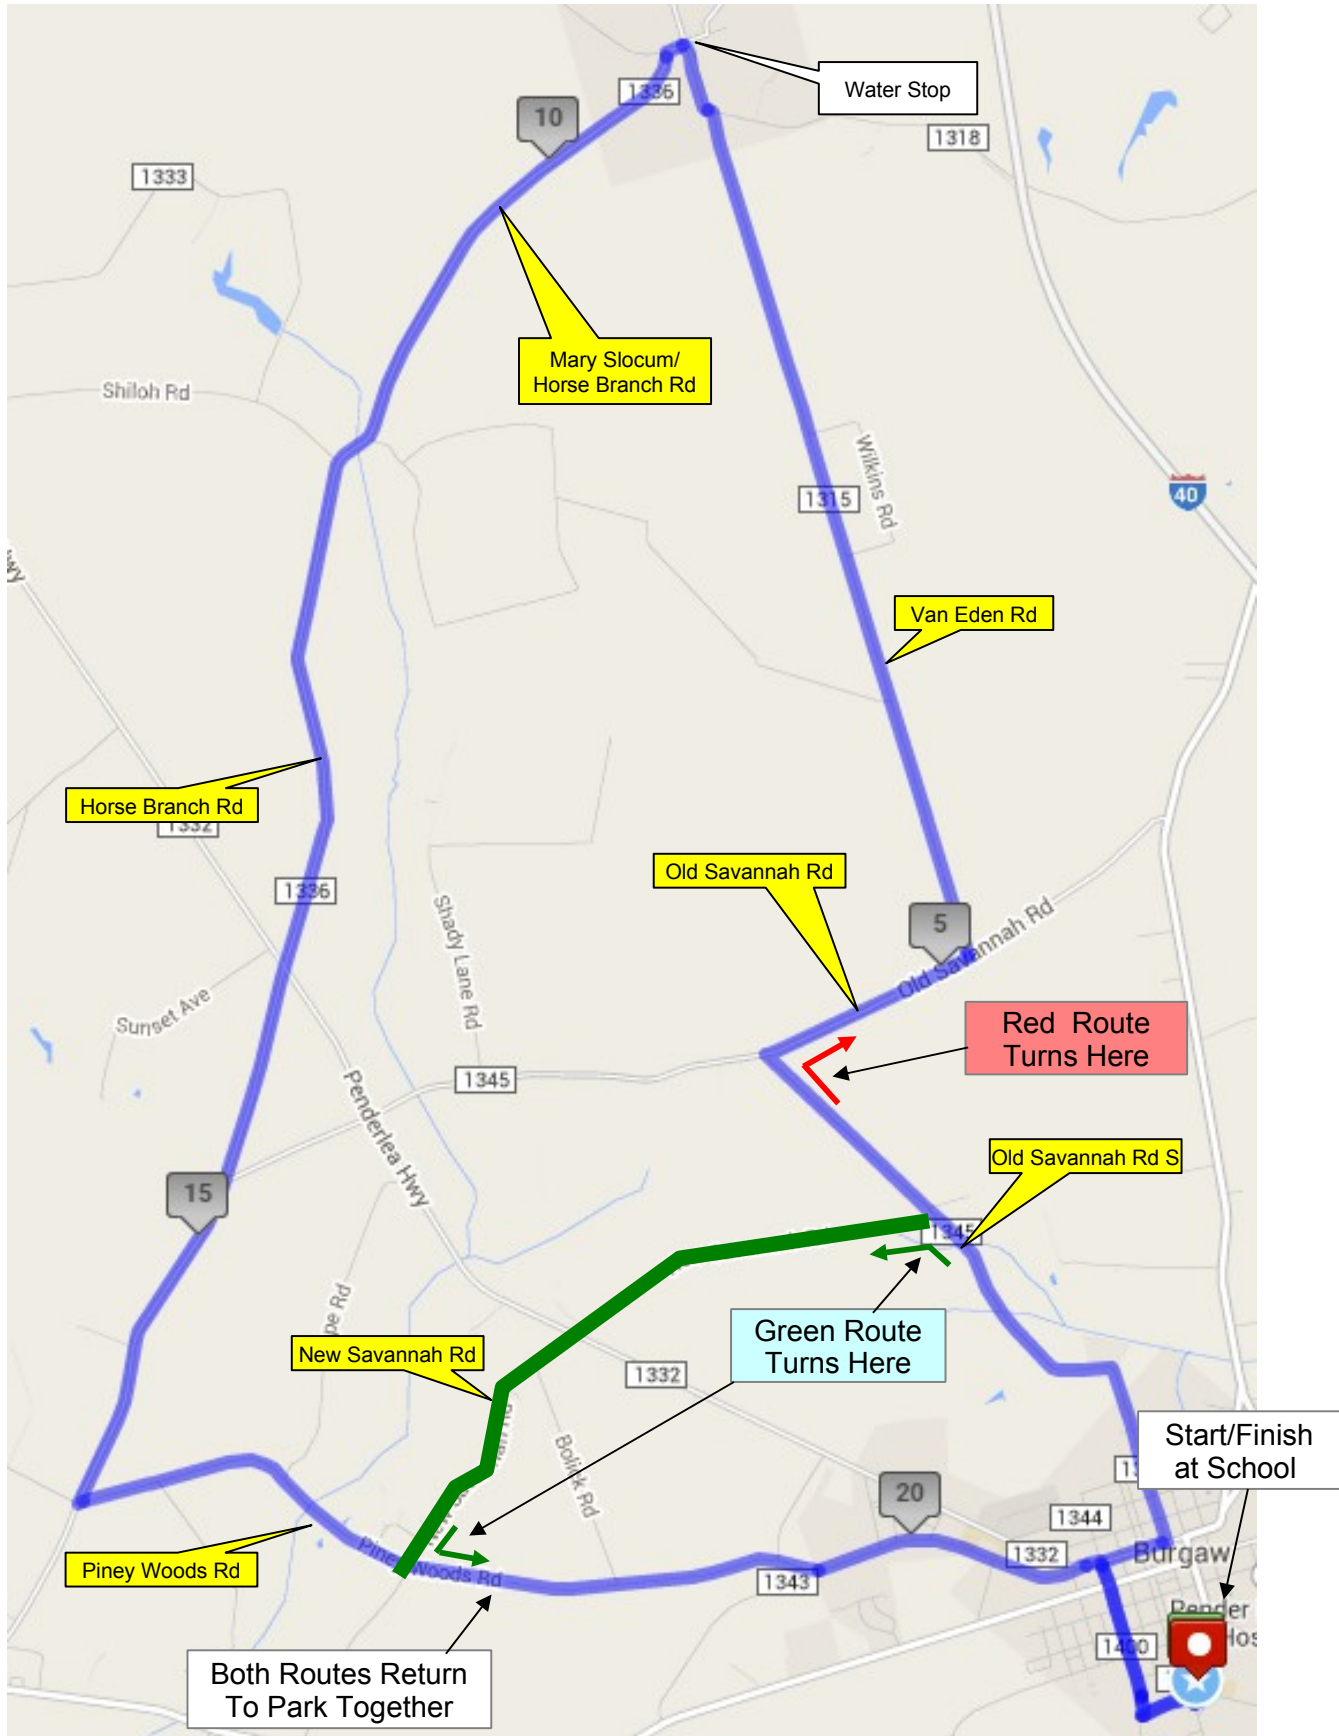 Water Stop
1336
10
1318
1333
Mary Slocum/
Horse Branch Rd
Shiloh Rd
Wilkins Rd
1315
40
Van Eden Rd
Horse Branch Rd
1332
Old Savannah Rd
1336
Shady Lane Rd
5
Old Savannah Rd
Sunset Ave
Red Route
Turns Here
1345
Penderlea Hwy
Old Savannah Rd S
15
1345
Green Route
Turns Here
New Savannah Rd
1332
Bolick Rd
Start/Finish
at School
20
1344
1332
Burgaw
Piney Woods Rd
Piney Woods Rd
1343
Pender
1400
Both Routes Return
To Park Together